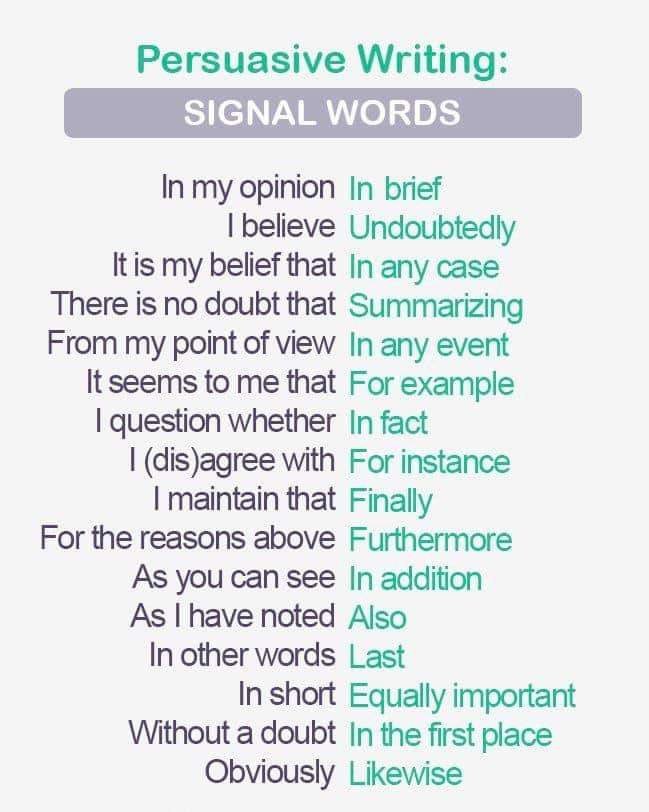 Persuasive Writing:
SIGNAL WORDS
In my opinion In brief
I believe Undoubtedly
It is my belief that In any case
There is no doubt that Summarizing
From my point of view In any event
It seems to me that For example
I question whether In fact
I (dis)agree with For instance
I maintain that Finally
For the reasons above Furthermore
As you can see In addition
As I have noted Also
In other words Last
In short Equally important
Without a doubt In the first place
Obviously Likewise